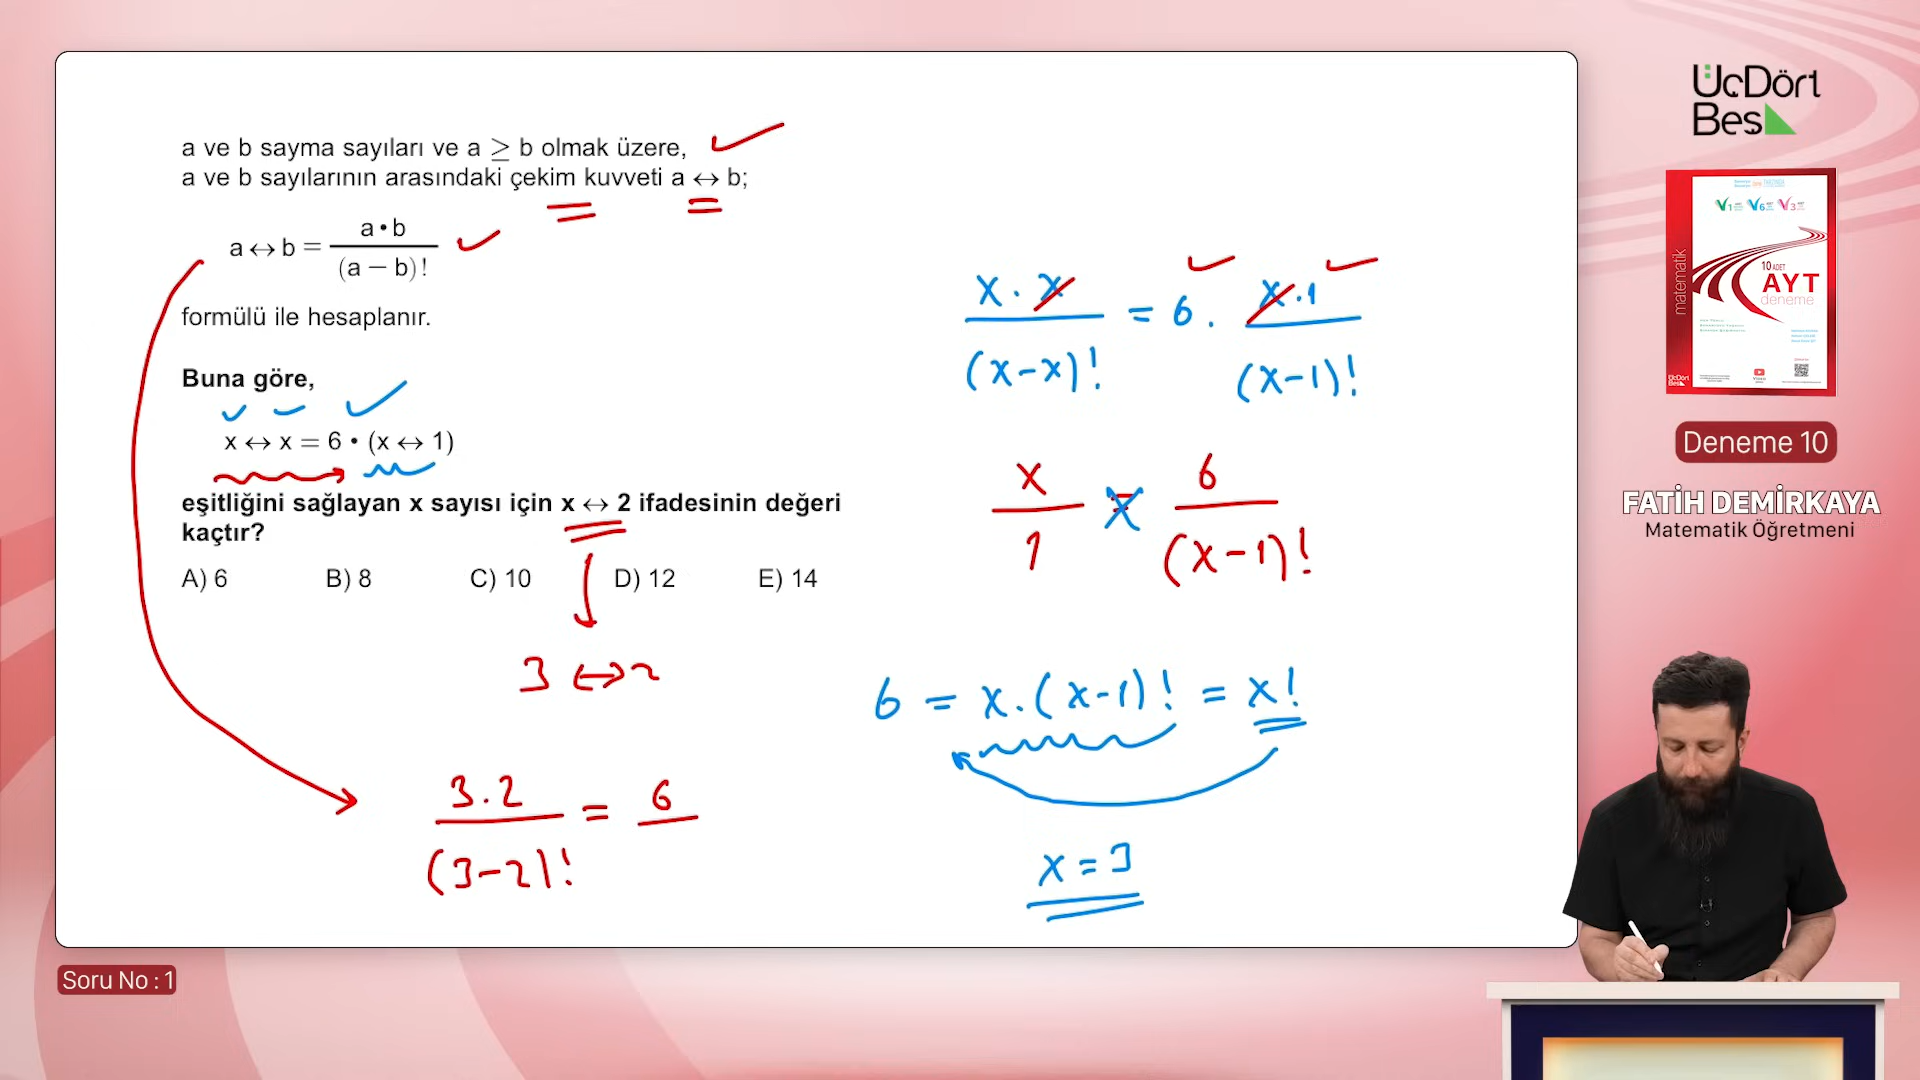 a ve b sayma sayıları ve a ≥ b olmak üzere,
a ve b sayılarının arasındaki çekim kuvveti a ↔ b;
a ↔ b = a • b / (a − b)!
formülü ile hesaplanır.
Buna göre,
x ↔ x = 6 • (x ↔ 1)
eşitliğini sağlayan x sayısı için x ↔ 2 ifadesinin değeri
kaçtır?
A) 6 B) 8 C) 10 D) 12 E) 14
3 ↔ 2
3.2 / (3-2)! = 6
x . x / (x-x)! = 6 . x . 1 / (x-1)!
x / 1 = 6 / (x-1)!
6 = x.(x-1)! = x!
x = 3
ÜçDört
Beş
matematik
10 ADET
AYT
deneme
ÜçDört
Beş
Deneme 10
FATİH DEMİRKAYA
Matematik Öğretmeni
Soru No : 1